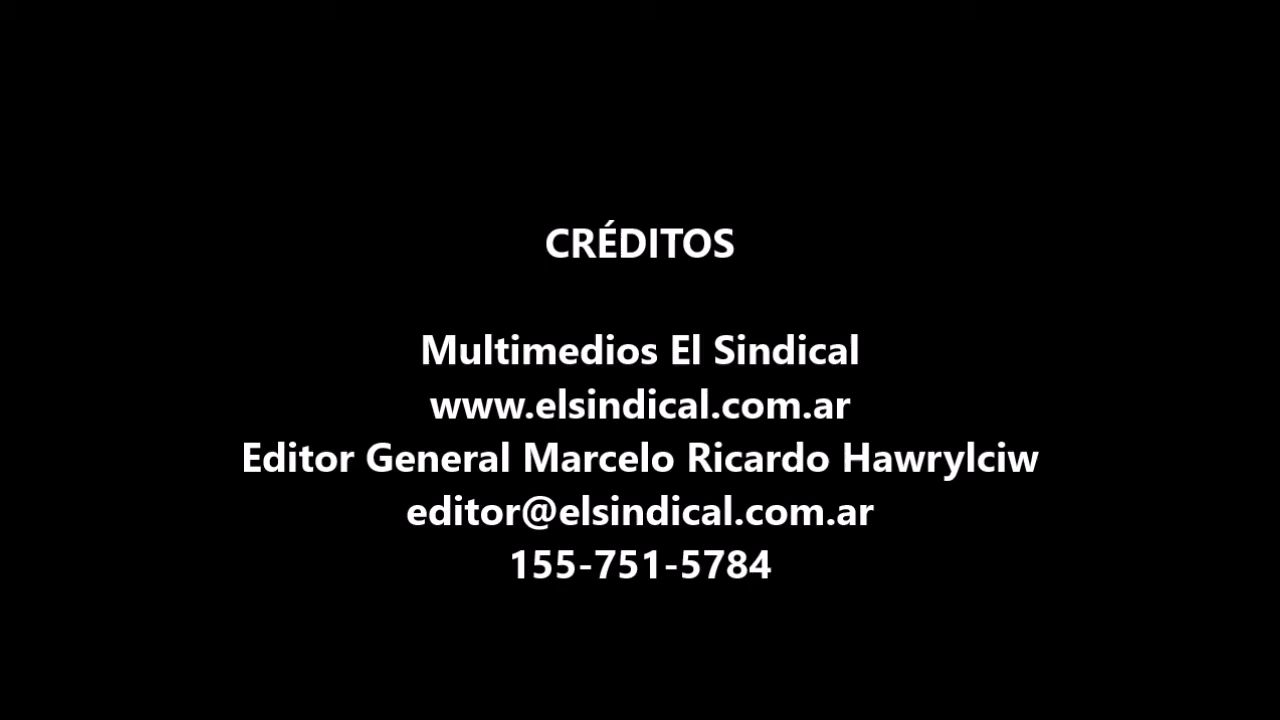 CRÉDITOS
Multimedios El Sindical
www.elsindical.com.ar
Editor General Marcelo Ricardo Hawrylciw
editor@elsindical.com.ar
155-751-5784